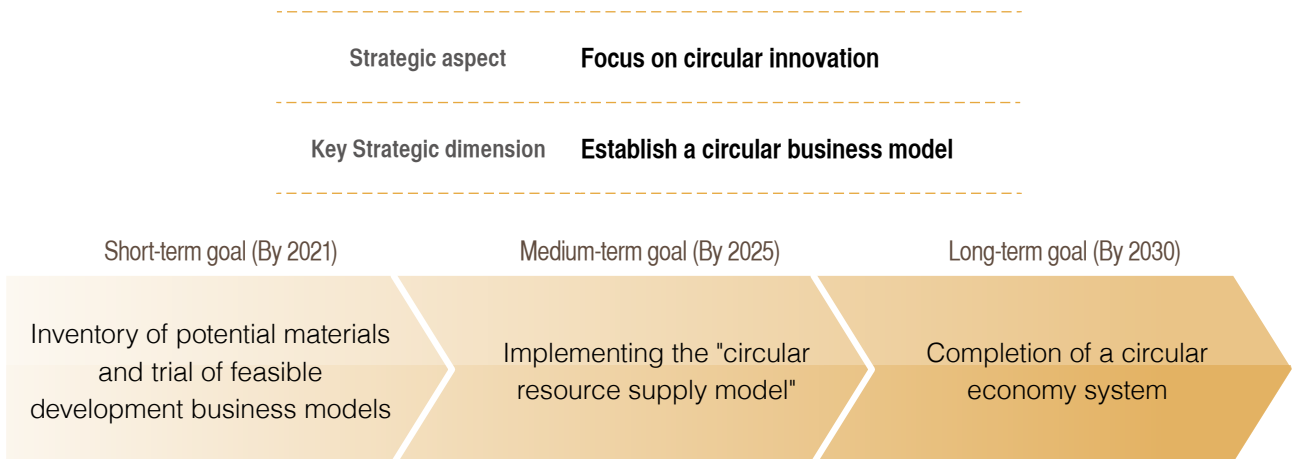 Strategic aspect Focus on circular innovation
Key Strategic dimension Establish a circular business model
Short-term goal (By 2021) Medium-term goal (By 2025) Long-term goal (By 2030)
Inventory of potential materials
and trial of feasible
development business models
Implementing the "circular
resource supply model"
Completion of a circular
economy system